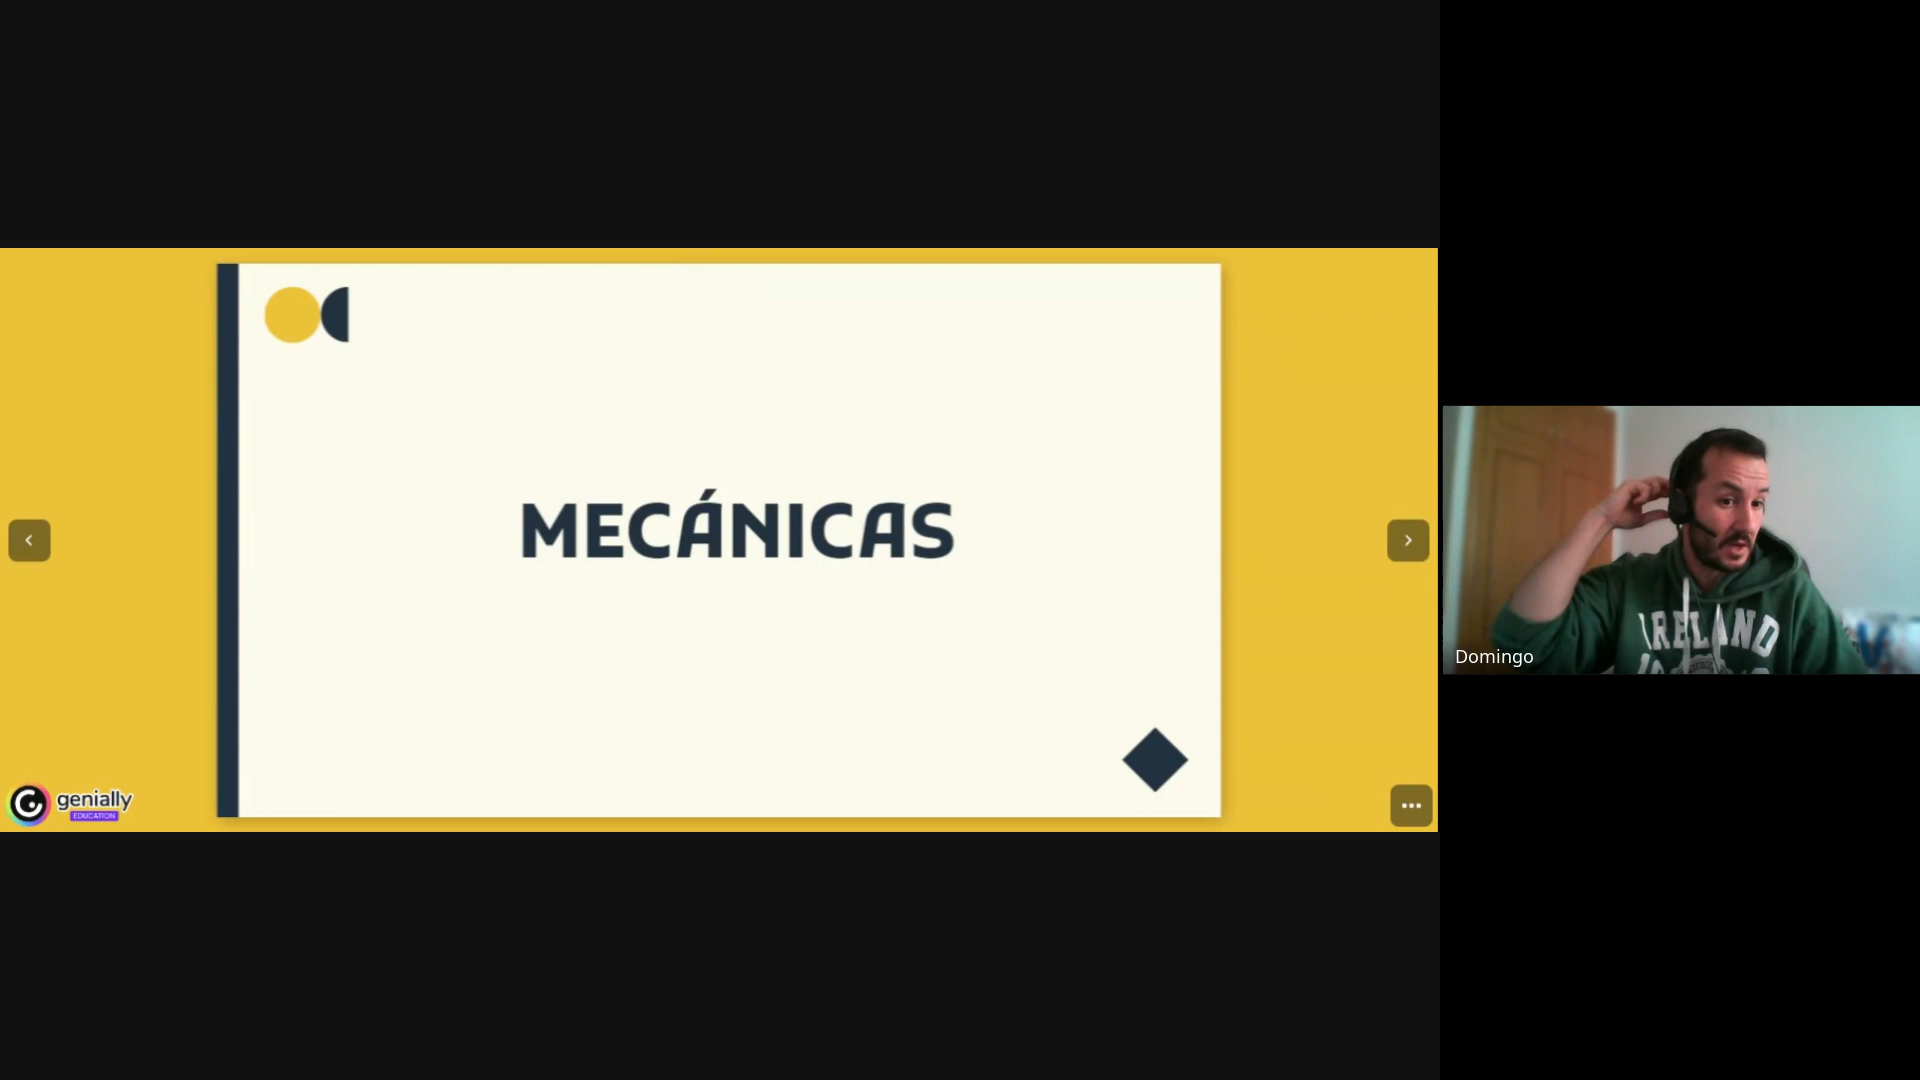 MECÁNICAS
genially
EDUCATION
IRELAND
Domingo